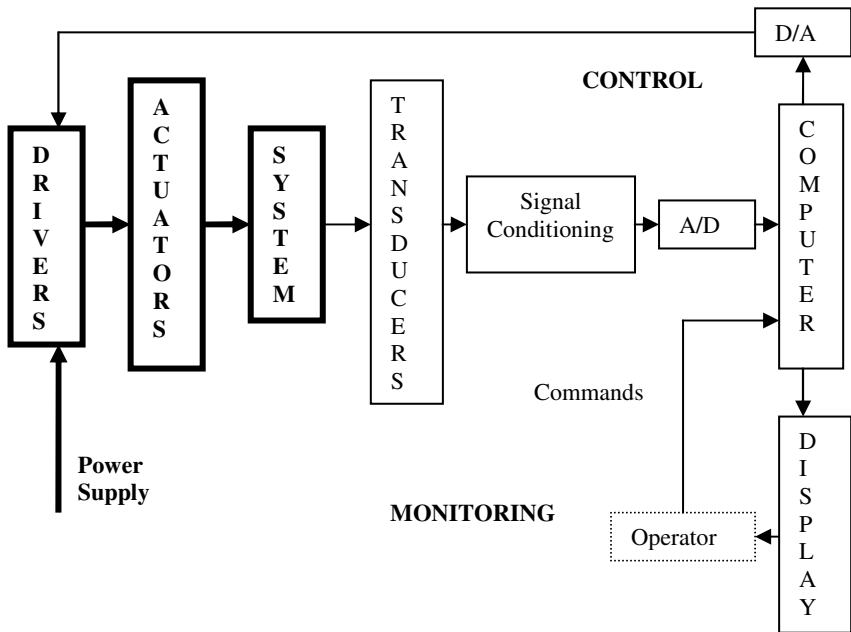 D/A
CONTROL
DRIVERS
ACTUATORS
SYSTEM
TRANSDUCERS
Signal
Conditioning
A/D
COMPUTER
Commands
Power
Supply
MONITORING
Operator
DISPLAY